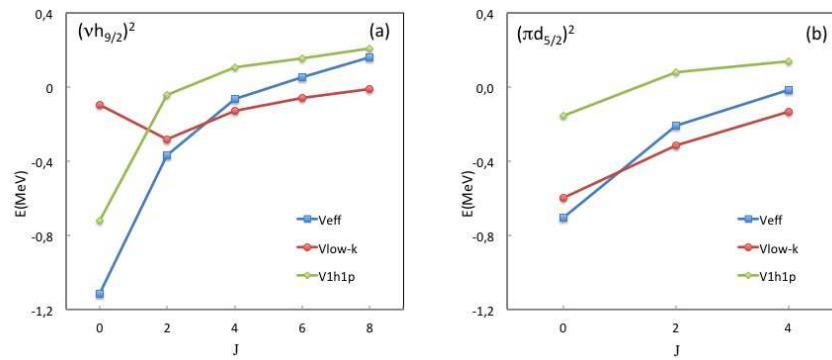 (νh9/2)2
(a)
0,4
0
-0,4
-0,8
-1,2
E(MeV)
Veff
Vlow-k
V1h1p
0 2 4 6 8
J
(πd5/2)2
(b)
0,4
0,0
-0,4
-0,8
-1,2
E(MeV)
Veff
Vlow-k
V1h1p
0 2 4
J